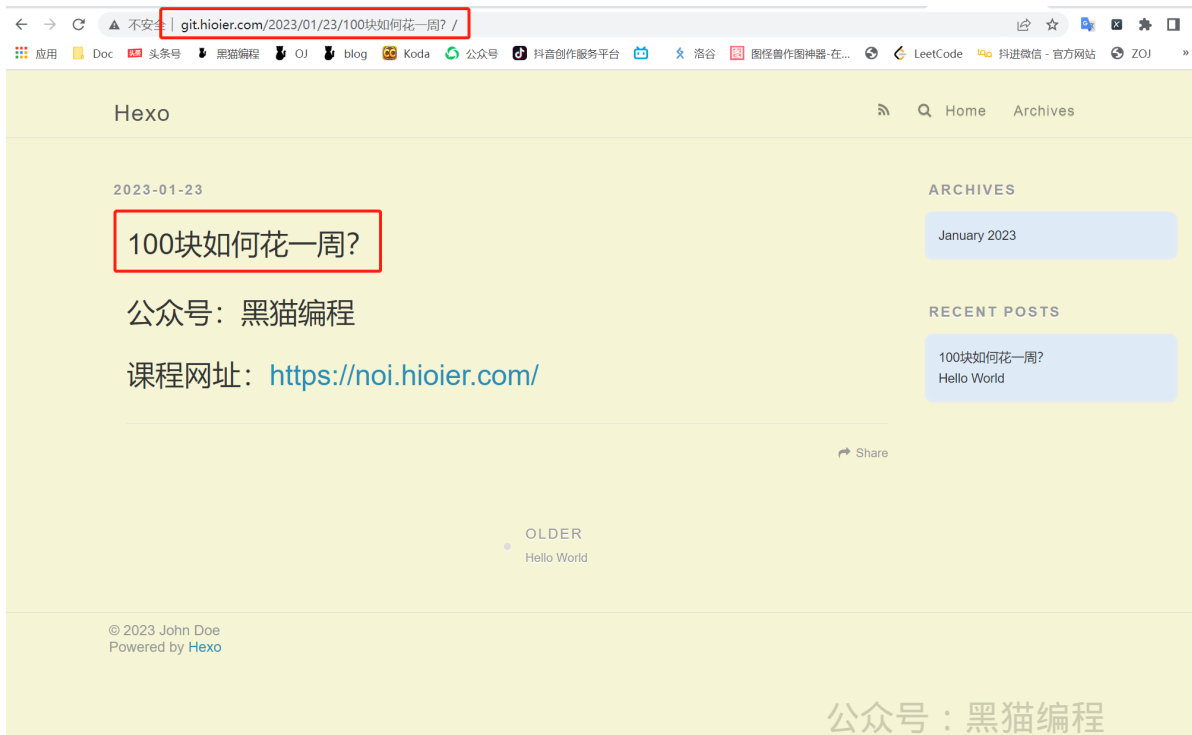 不安全 | git.hioier.com/2023/01/23/100块如何花一周? /
应用 Doc 头条号 黑猫编程 OJ blog Koda 公众号 抖音创作服务平台 洛谷 图怪兽作图神器-在... LeetCode 抖进微信 - 官方网站 ZOJ »
Hexo
Home Archives
2023-01-23
100块如何花一周?
公众号：黑猫编程
课程网址：https://noi.hioier.com/
Share
OLDER
Hello World
ARCHIVES
January 2023
RECENT POSTS
100块如何花一周?
Hello World
© 2023 John Doe
Powered by Hexo
公众号：黑猫编程